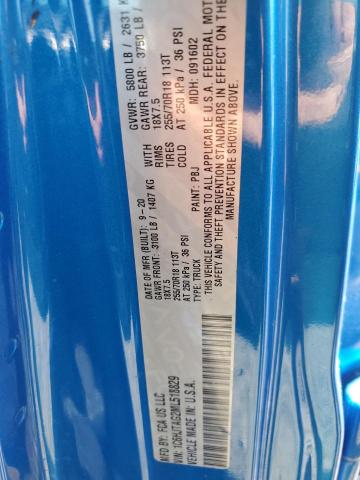 MFD BY: FCA US LLC
DATE OF MFR (BUILT): 9-20
GVWR: 5800 LB / 2631 K
GAWR FRONT: 3100 LB / 1407 KG
WITH
GAWR REAR: 3750 LB /
18X7.5
RIMS
18X7.5
255/70R18 113T
TIRES
255/70R18 113T
AT 250 kPa / 36 PSI
COLD
AT 250 kPa / 36 PSI
TYPE: TRUCK
PAINT: PBJ
MDH: 091602
THIS VEHICLE CONFORMS TO ALL APPLICABLE U.S.A. FEDERAL MOT
SAFETY AND THEFT PREVENTION STANDARDS IN EFFECT ON THE
MANUFACTURE SHOWN ABOVE.
VIN: 1C6HJTAG2ML518829
VEHICLE MADE IN: U.S.A.